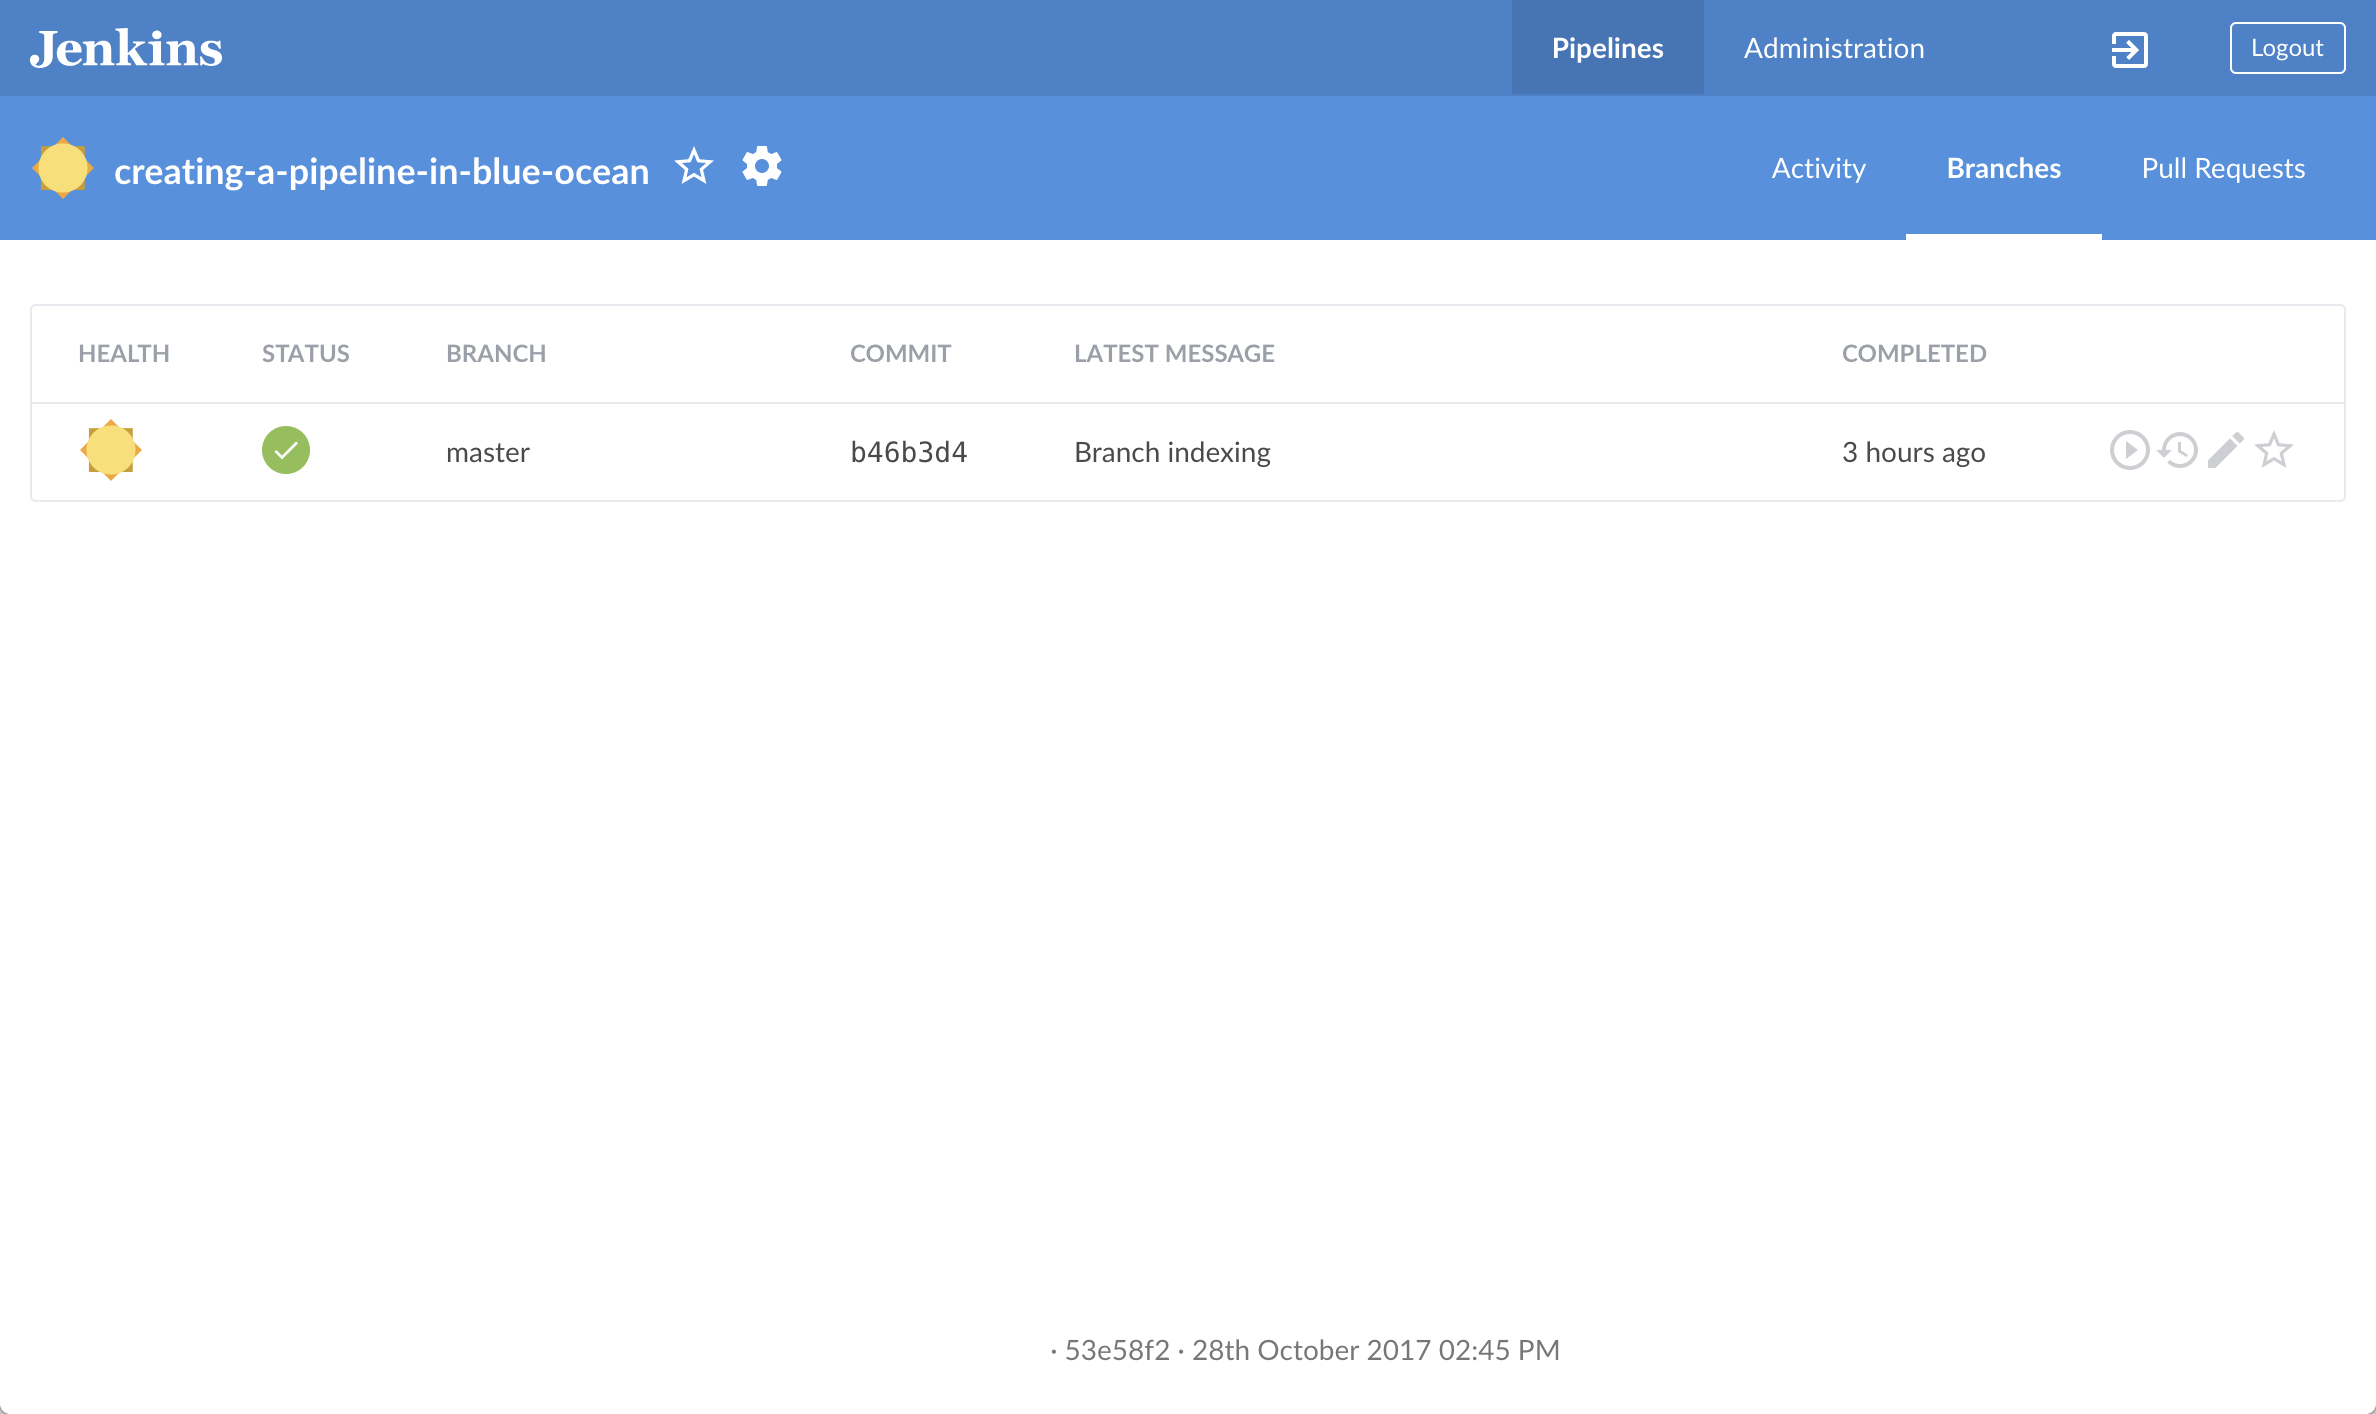 Jenkins Pipelines Administration Logout
creating-a-pipeline-in-blue-ocean Activity Branches Pull Requests
HEALTH STATUS BRANCH COMMIT LATEST MESSAGE COMPLETED
master b46b3d4 Branch indexing 3 hours ago
· 53e58f2 · 28th October 2017 02:45 PM